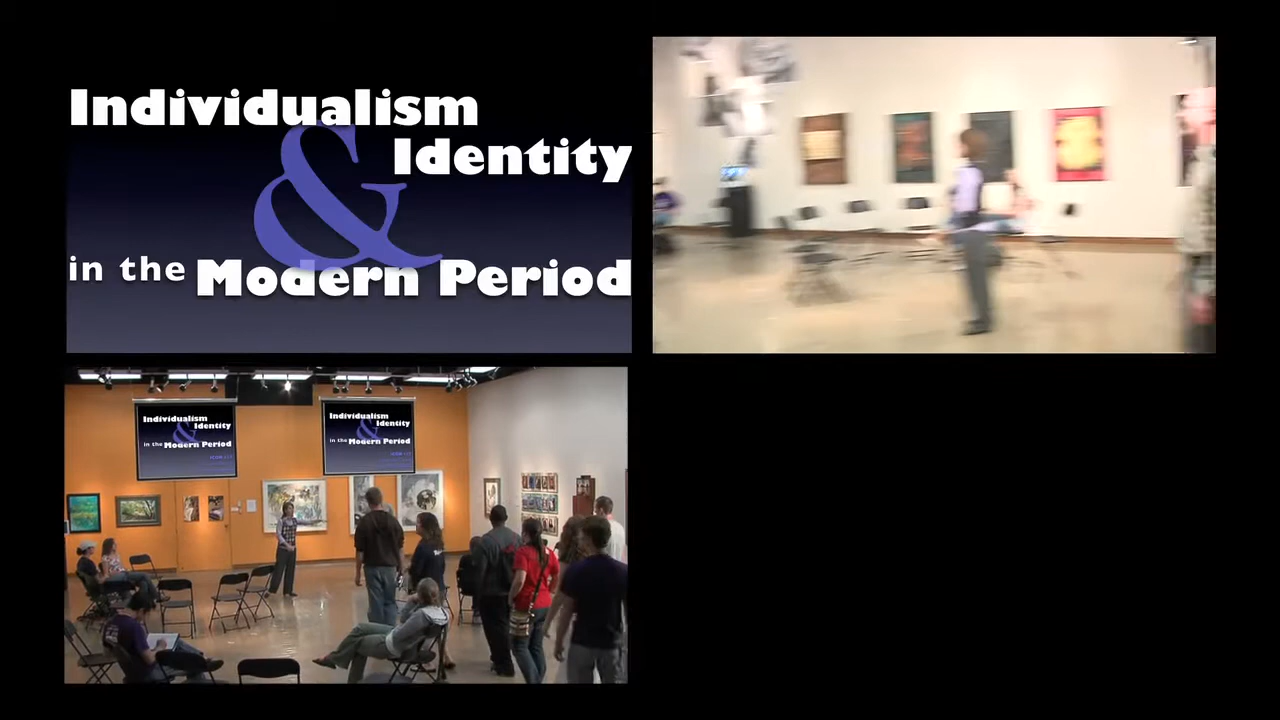 Individualism
& Identity
in the Modern Period
Individualism
& Identity
in the Modern Period
Individualism
& Identity
in the Modern Period